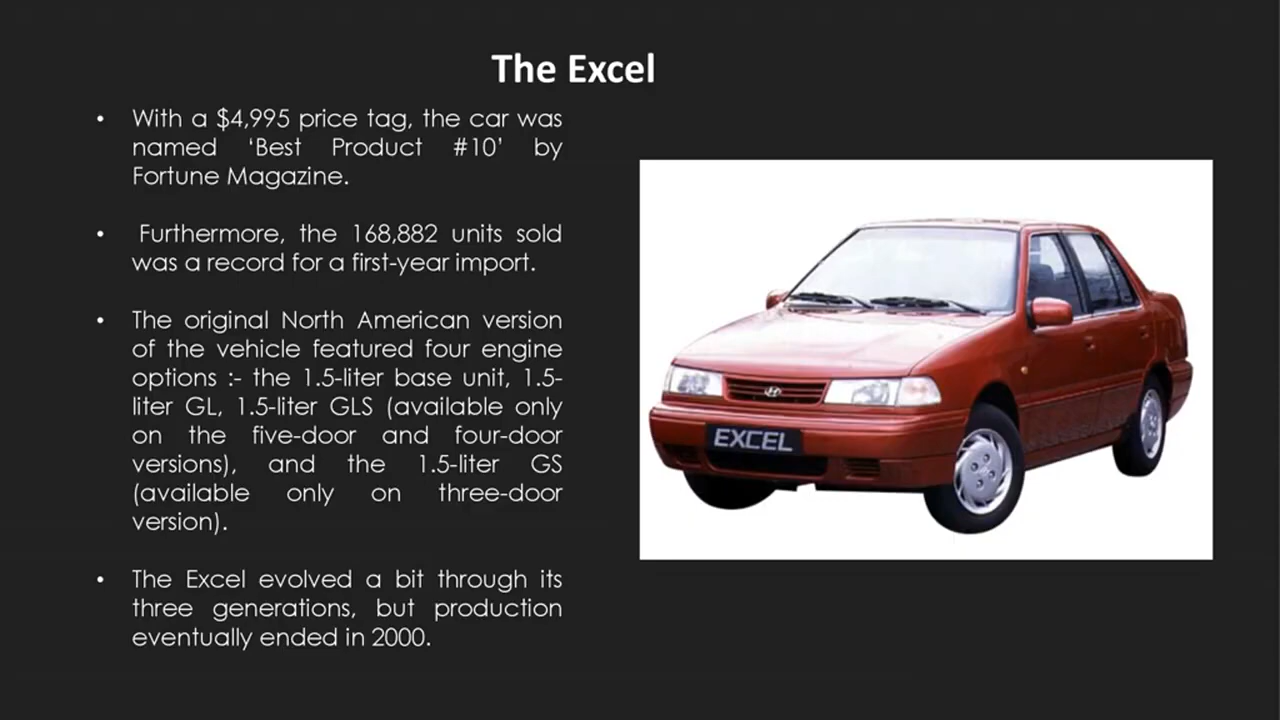 The Excel
• With a $4,995 price tag, the car was
named ‘Best Product #10’ by
Fortune Magazine.
• Furthermore, the 168,882 units sold
was a record for a first-year import.
• The original North American version
of the vehicle featured four engine
options :- the 1.5-liter base unit, 1.5-
liter GL, 1.5-liter GLS (available only
on the five-door and four-door
versions), and the 1.5-liter GS
(available only on three-door
version).
• The Excel evolved a bit through its
three generations, but production
eventually ended in 2000.
EXCEL